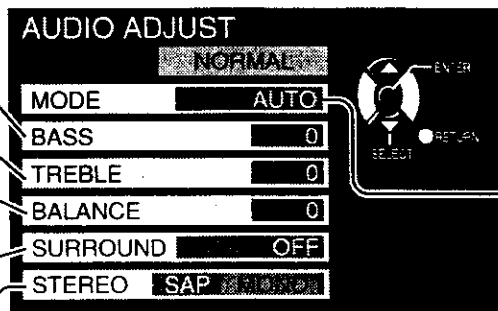 AUDIO ADJUST
NORMAL
MODE AUTO
BASS 0
TREBLE 0
BALANCE 0
SURROUND OFF
STEREO SAP MONO
ENTER
SELECT
RETURN